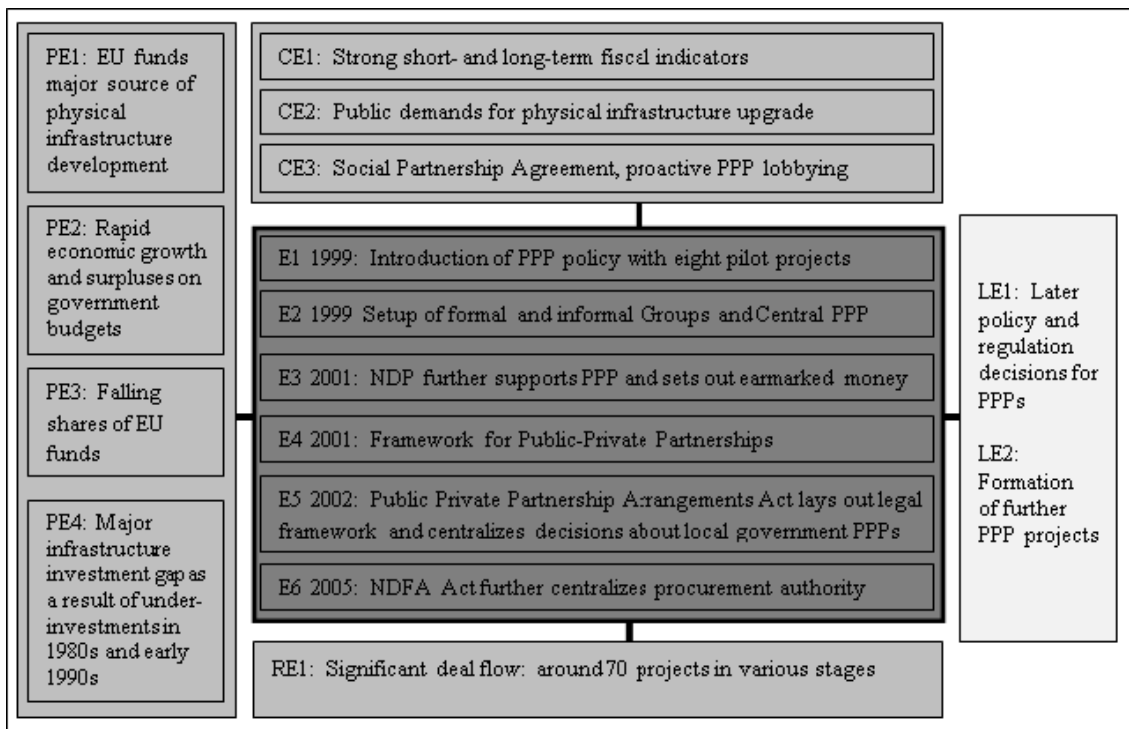 PE1: EU funds
major source of
physical
infrastructure
development
PE2: Rapid
economic growth
and surpluses on
government
budgets
PE3: Falling
shares of EU
funds
PE4: Major
infrastructure
investment gap as
a result of under-
investments in
1980s and early
1990s
CE1: Strong short- and long-term fiscal indicators
CE2: Public demands for physical infrastructure upgrade
CE3: Social Partnership Agreement, proactive PPP lobbying
E1 1999: Introduction of PPP policy with eight pilot projects
E2 1999 Setup of formal and informal Groups and Central PPP
E3 2001: NDP further supports PPP and sets out earmarked money
E4 2001: Framework for Public-Private Partnerships
E5 2002: Public Private Partnership Arrangements Act lays out legal
framework and centralizes decisions about local government PPPs
E6 2005: NDFA Act further centralizes procurement authority
RE1: Significant deal flow: around 70 projects in various stages
LE1: Later
policy and
regulation
decisions for
PPPs
LE2:
Formation
of further
PPP projects